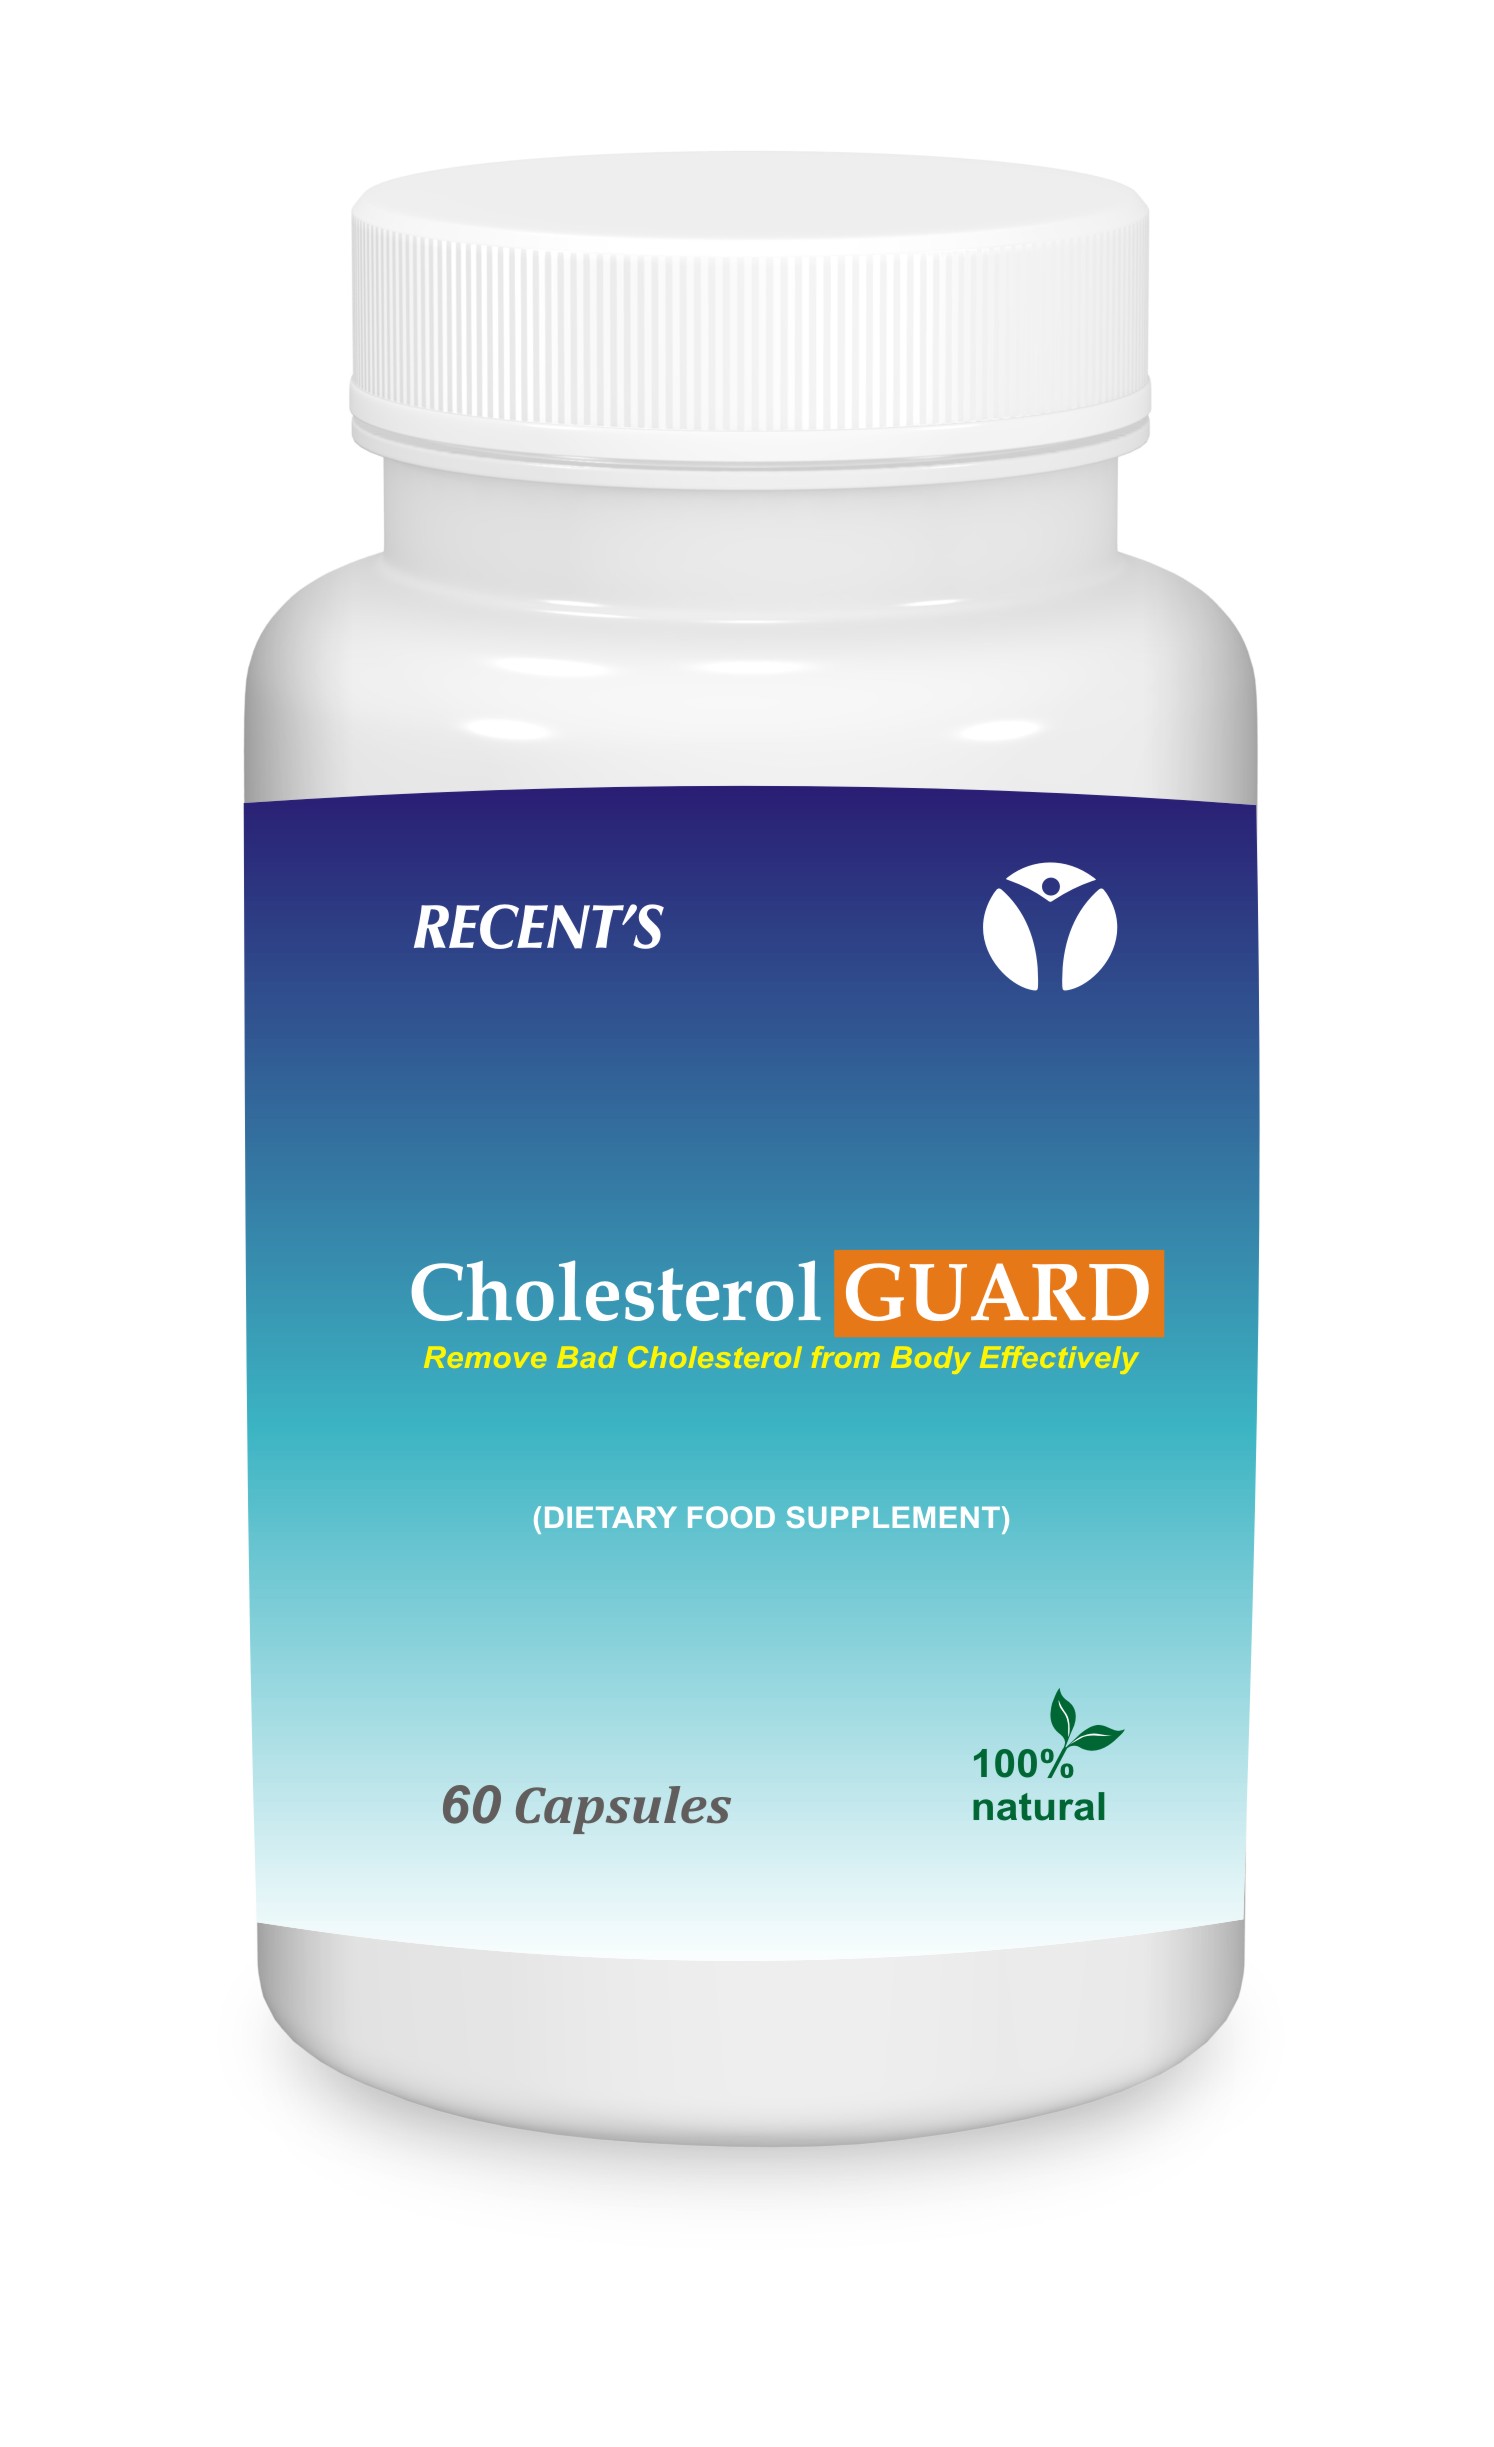 RECENT'S
Cholesterol GUARD
Remove Bad Cholesterol from Body Effectively
(DIETARY FOOD SUPPLEMENT)
100%
natural
60 Capsules